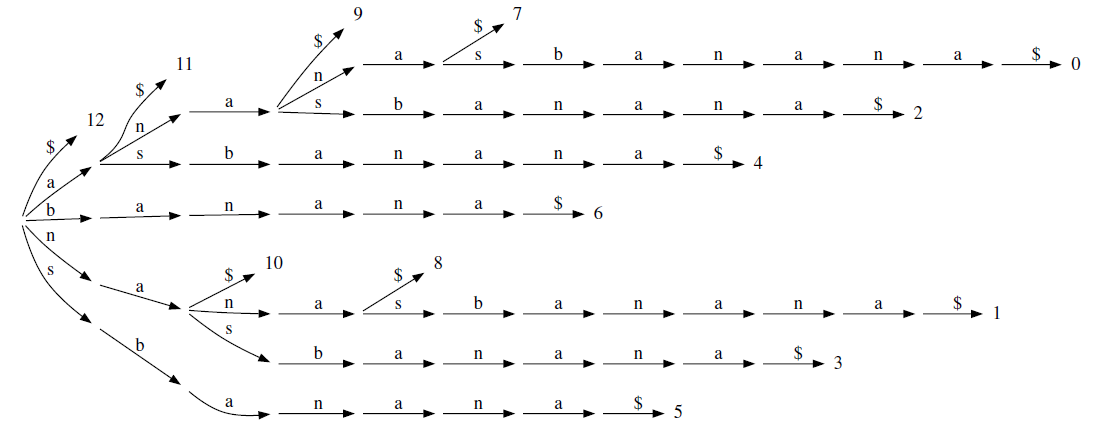 $ 9 $ 7
a s b a n a n a $ 0
n
$ 11
a s b a n a n a $ 2
$ 12 n
s b a n a n a $ 4
a
b a n a n a $ 6
n
s a $ 10 $ 8
n a s b a n a n a $ 1
s
b b a n a n a $ 3
a n a n a $ 5